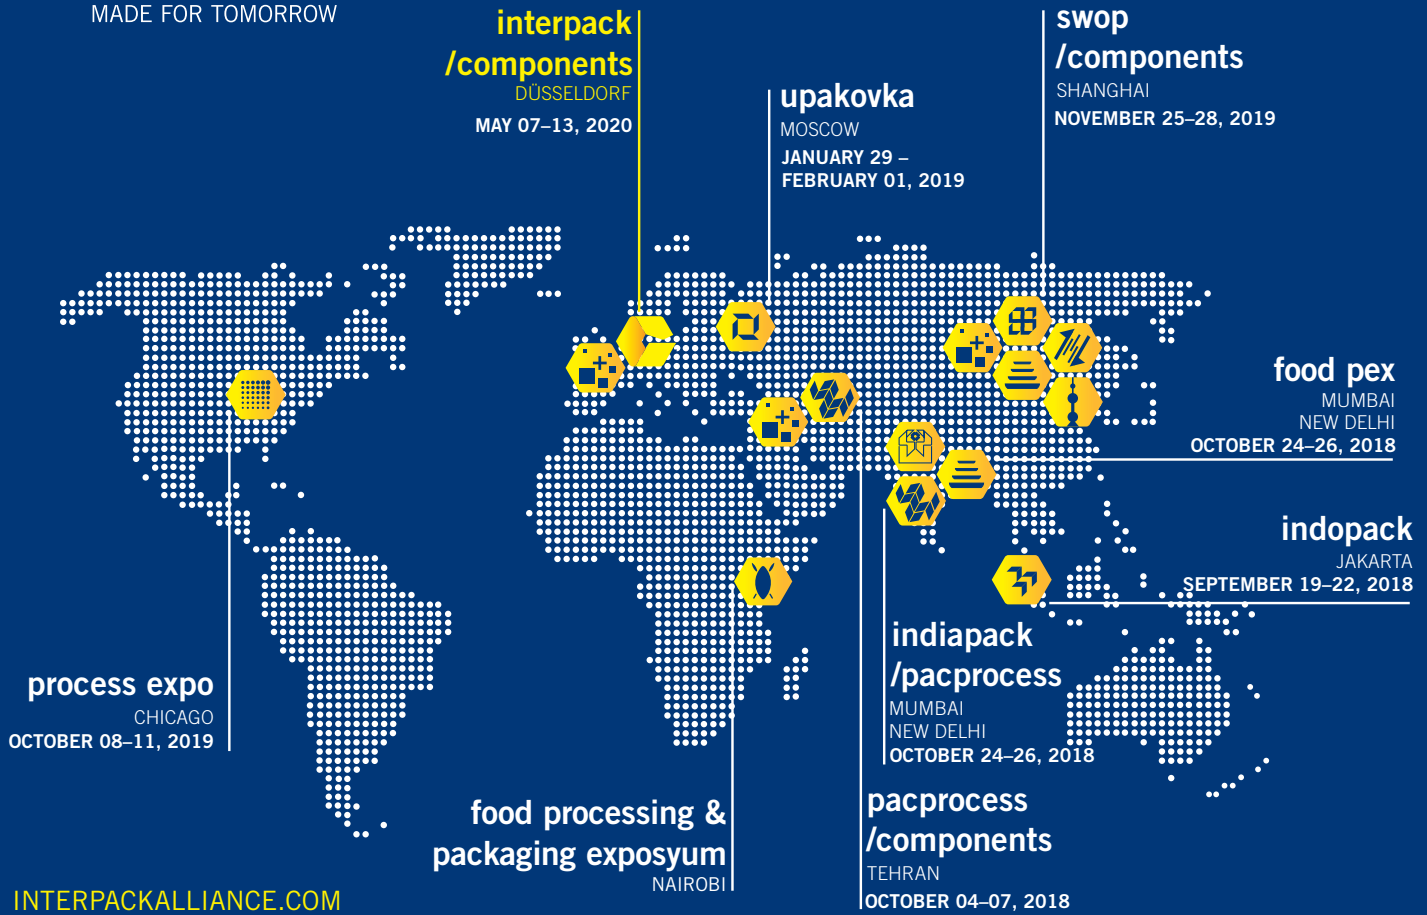 MADE FOR TOMORROW
interpack
/components
DÜSSELDORF
MAY 07–13, 2020
upakovka
MOSCOW
JANUARY 29 –
FEBRUARY 01, 2019
swop
/components
SHANGHAI
NOVEMBER 25–28, 2019
food pex
MUMBAI
NEW DELHI
OCTOBER 24–26, 2018
indopack
JAKARTA
SEPTEMBER 19–22, 2018
indiapack
/pacprocess
MUMBAI
NEW DELHI
OCTOBER 24–26, 2018
process expo
CHICAGO
OCTOBER 08–11, 2019
food processing &
packaging exposyum
NAIROBI
pacprocess
/components
TEHRAN
OCTOBER 04–07, 2018
INTERPACKALLIANCE.COM